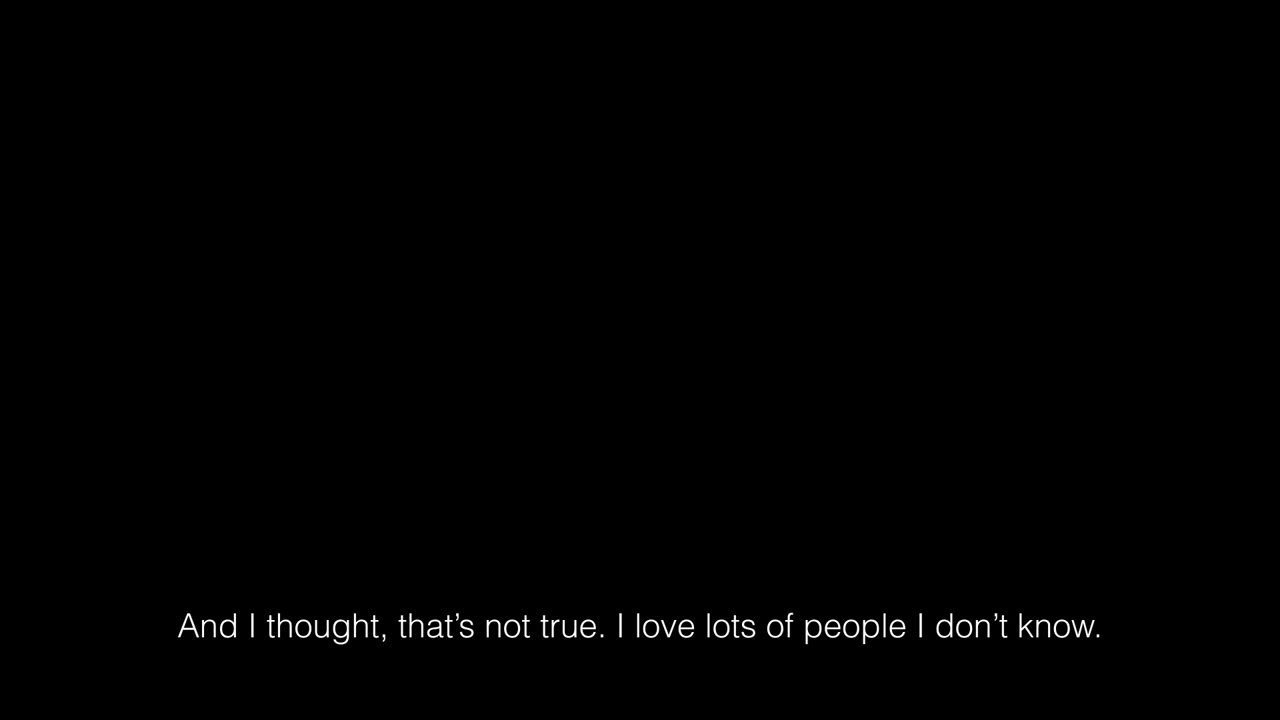 And I thought, that’s not true. I love lots of people I don’t know.